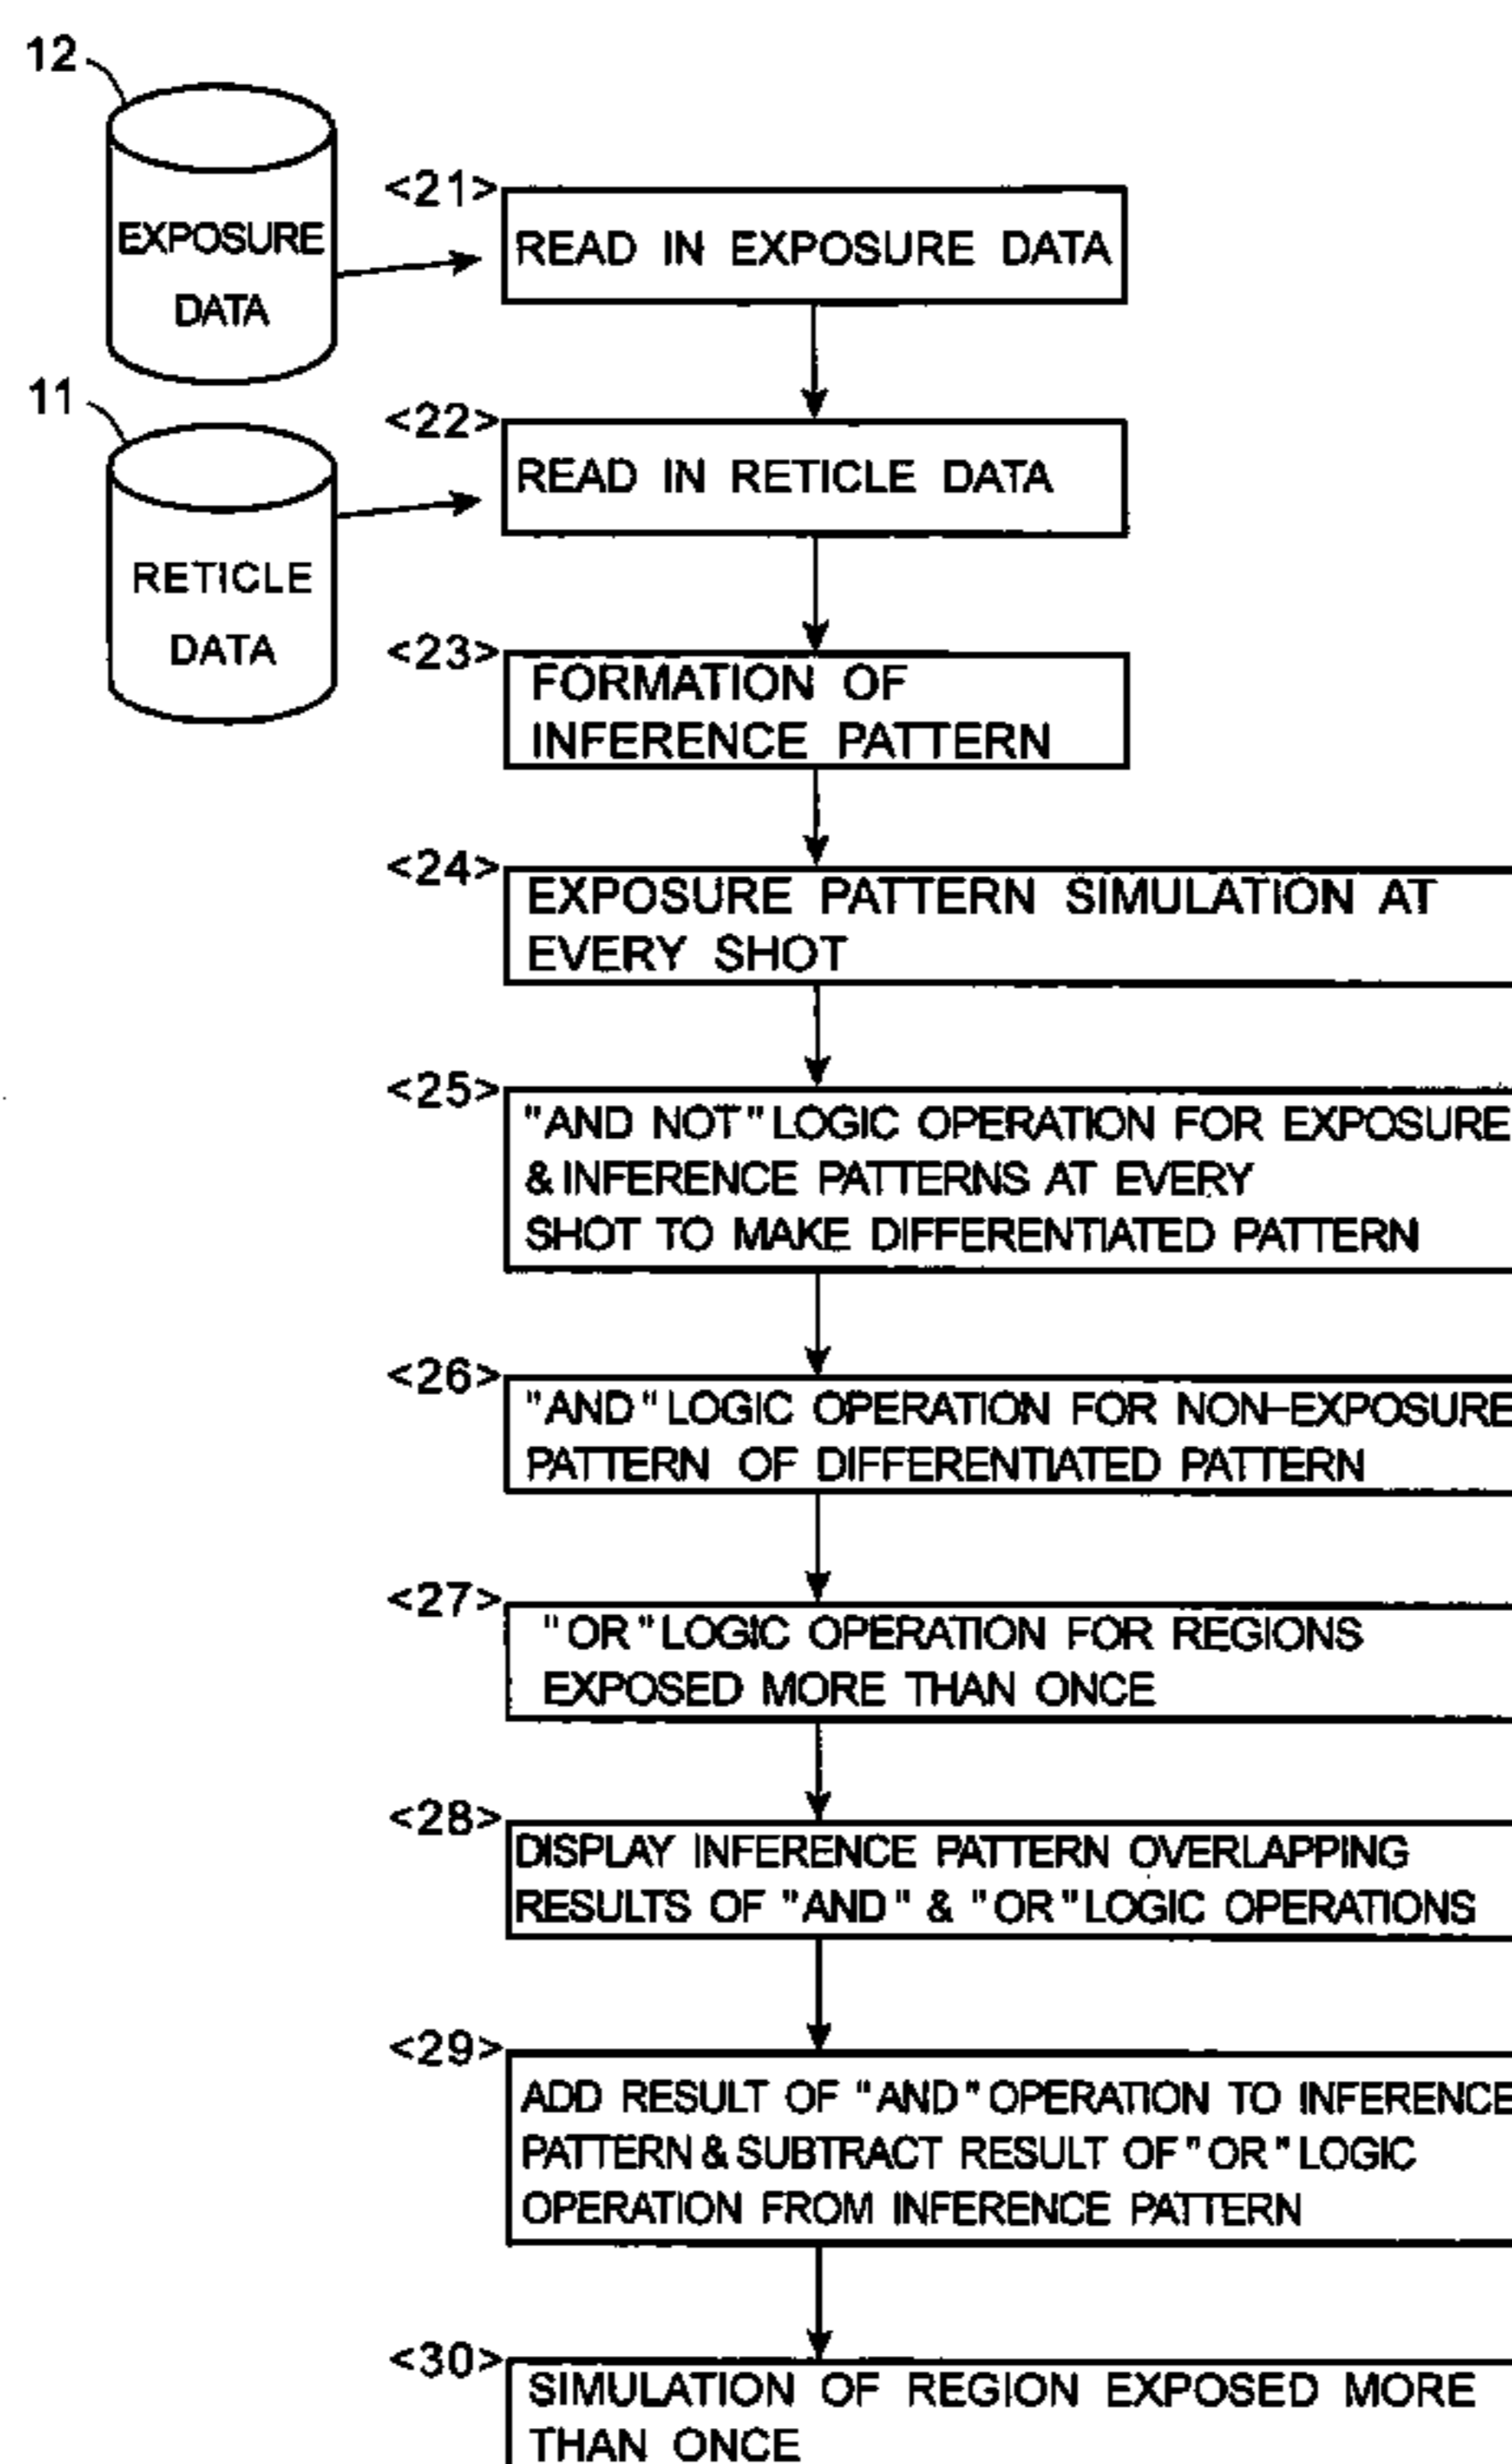 12
EXPOSURE
DATA
<21>
READ IN EXPOSURE DATA
11
RETICLE
DATA
<22>
READ IN RETICLE DATA
<23>
FORMATION OF
INFERENCE PATTERN
<24>
EXPOSURE PATTERN SIMULATION AT
EVERY SHOT
<25>
"AND NOT" LOGIC OPERATION FOR EXPOSURE
& INFERENCE PATTERNS AT EVERY
SHOT TO MAKE DIFFERENTIATED PATTERN
<26>
"AND" LOGIC OPERATION FOR NON-EXPOSURE
PATTERN OF DIFFERENTIATED PATTERN
<27>
"OR" LOGIC OPERATION FOR REGIONS
EXPOSED MORE THAN ONCE
<28>
DISPLAY INFERENCE PATTERN OVERLAPPING
RESULTS OF "AND" & "OR" LOGIC OPERATIONS
<29>
ADD RESULT OF "AND" OPERATION TO INFERENCE
PATTERN & SUBTRACT RESULT OF "OR" LOGIC
OPERATION FROM INFERENCE PATTERN
<30>
SIMULATION OF REGION EXPOSED MORE
THAN ONCE